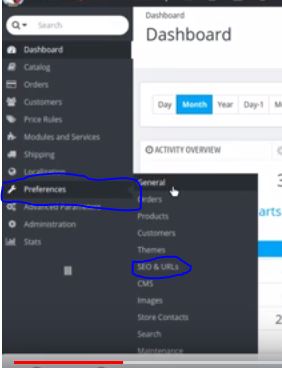 Dashboard
Search
Dashboard
Dashboard
Catalog
Orders
Customers
Price Rules
Modules and Services
Shipping
Localization
Preferences
Advanced Parameters
Administration
Stats
Day Month Year Day-1
ACTIVITY OVERVIEW
General
Orders
Products
Customers
Themes
SEO & URLs
CMS
Images
Store Contacts
Search
Maintenance
arts
2